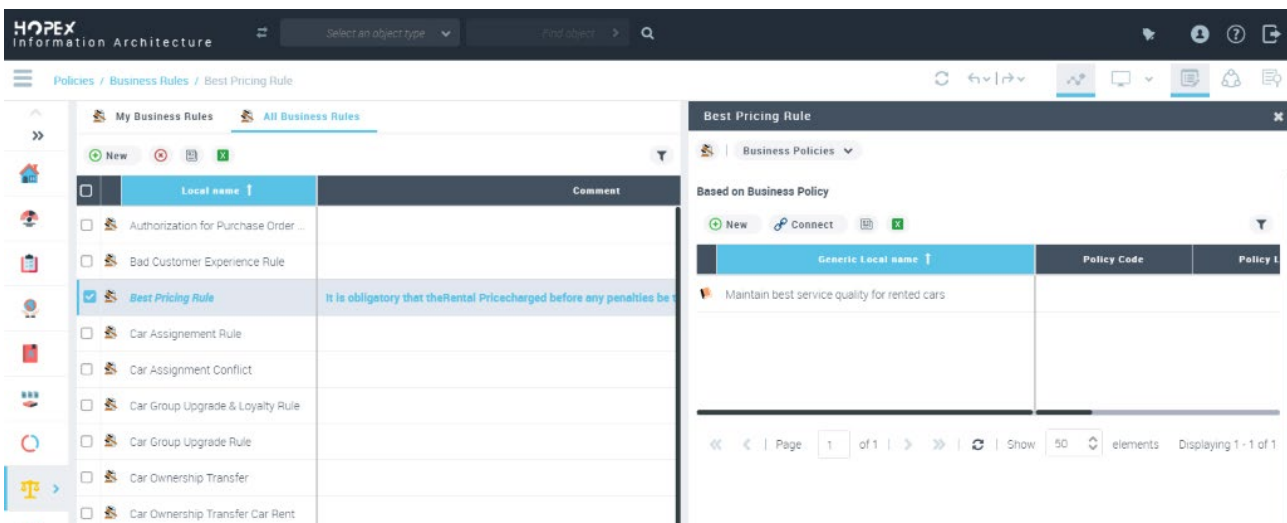 HOPEX
Information Architecture
Select an object type
Find object
Policies / Business Rules / Best Pricing Rule
My Business Rules
All Business Rules
New
Local name
Comment
Authorization for Purchase Order ...
Bad Customer Experience Rule
Best Pricing Rule
It is obligatory that theRental Pricecharged before any penalties be t
Car Assignement Rule
Car Assignment Conflict
Car Group Upgrade & Loyalty Rule
Car Group Upgrade Rule
Car Ownership Transfer
Car Ownership Transfer Car Rent
Best Pricing Rule
Business Policies
Based on Business Policy
New
Connect
Generic Local name
Policy Code
Policy L
Maintain best service quality for rented cars
Page 1 of 1 Show 50 elements Displaying 1 - 1 of 1